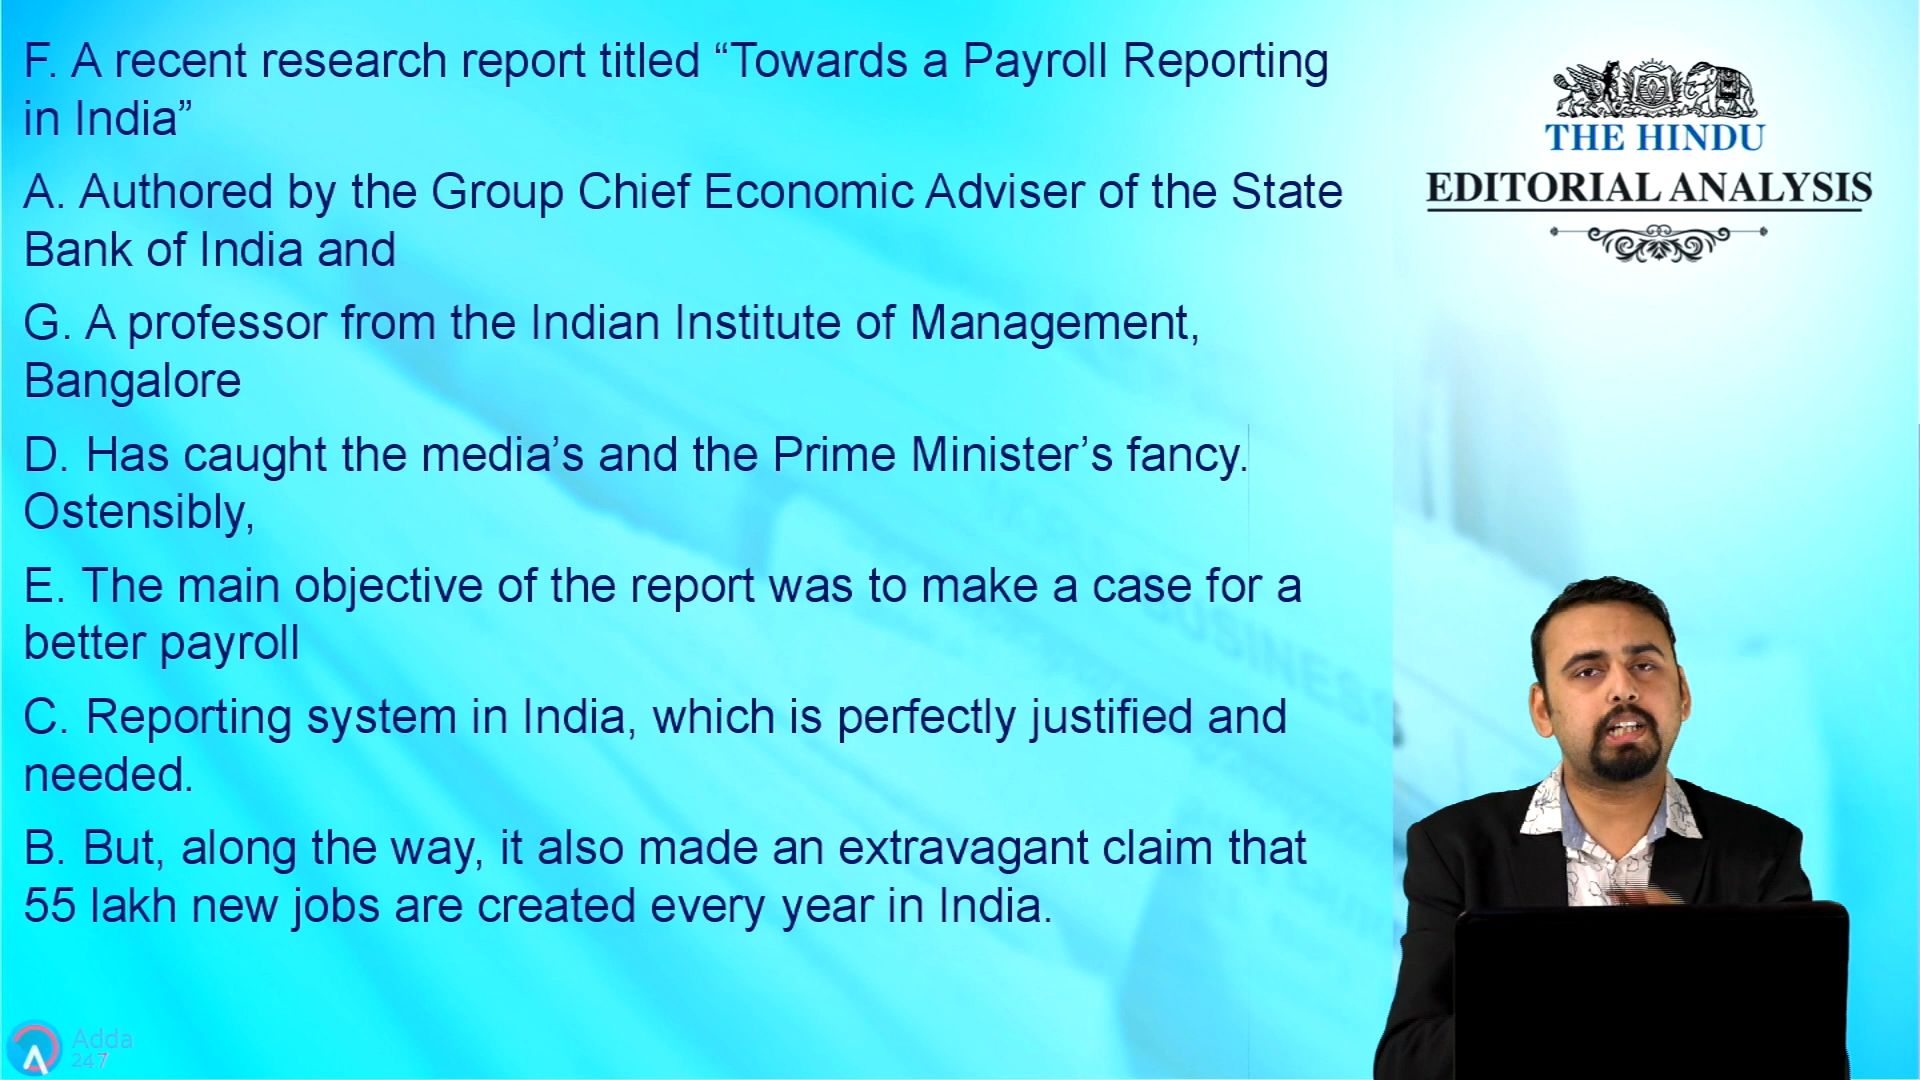 F. A recent research report titled “Towards a Payroll Reporting
in India”
A. Authored by the Group Chief Economic Adviser of the State
Bank of India and
G. A professor from the Indian Institute of Management,
Bangalore
D. Has caught the media’s and the Prime Minister’s fancy.
Ostensibly,
E. The main objective of the report was to make a case for a
better payroll
C. Reporting system in India, which is perfectly justified and
needed.
B. But, along the way, it also made an extravagant claim that
55 lakh new jobs are created every year in India.
THE HINDU
EDITORIAL ANALYSIS
BUSINESS
Adda
247